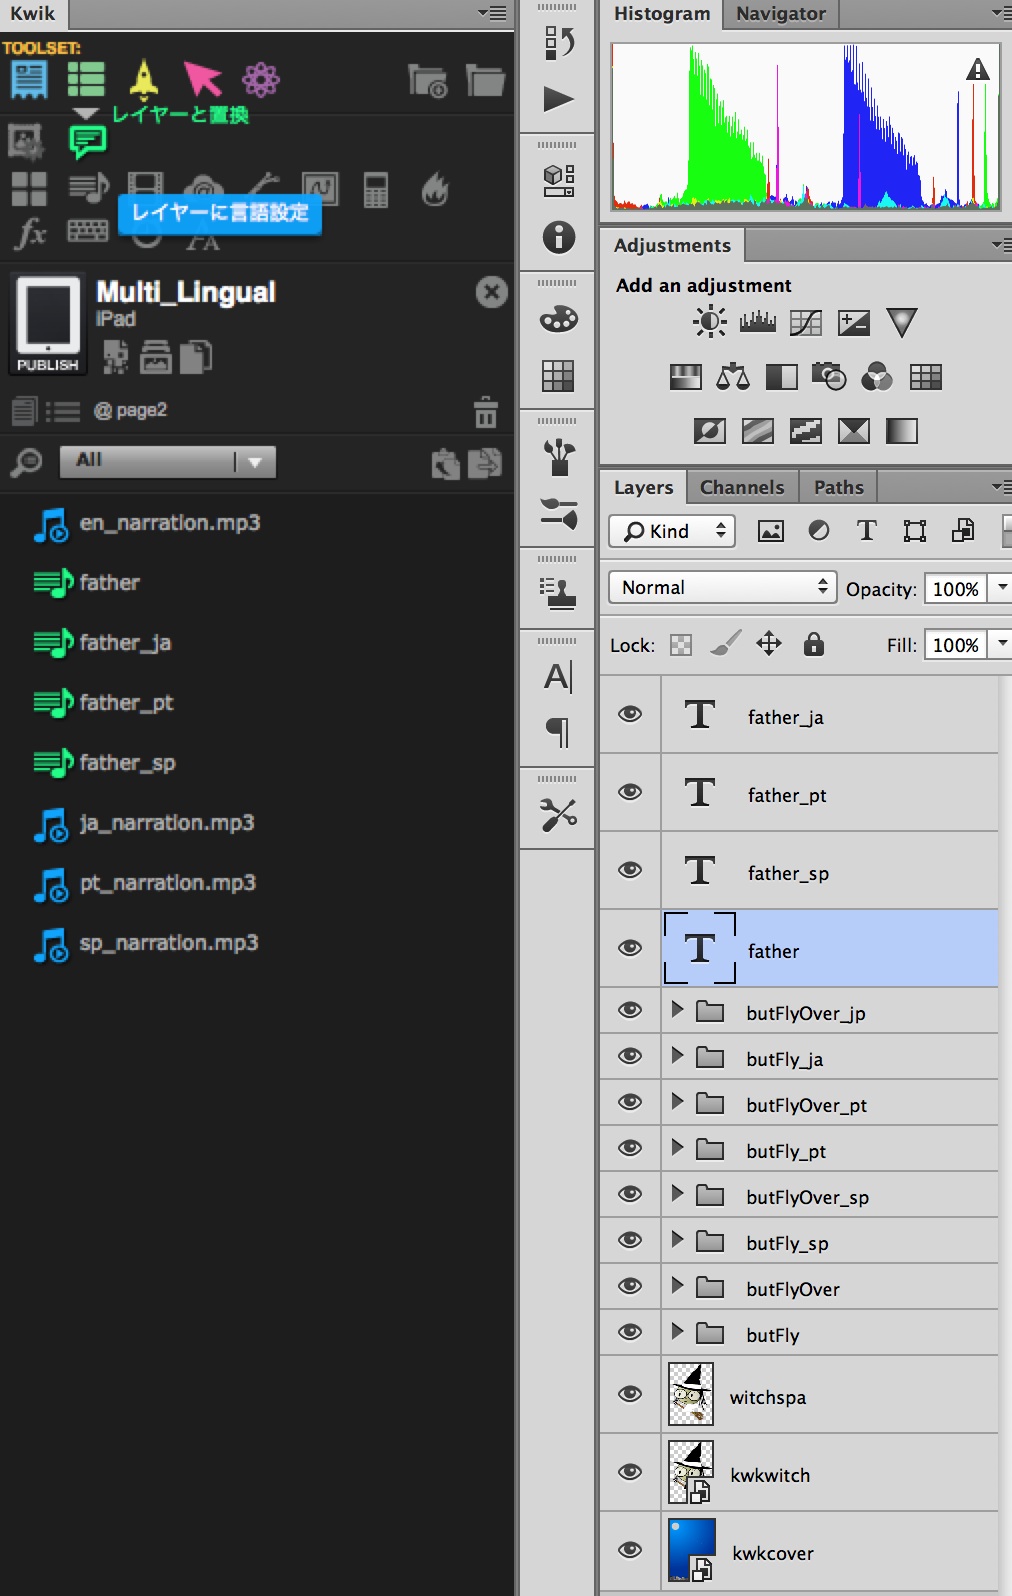 Kwik
TOOLSET:
レイヤーと置換
レイヤーに言語設定
fx
Multi_Lingual
iPad
PUBLISH
@ page2
All
en_narration.mp3
father
father_ja
father_pt
father_sp
ja_narration.mp3
pt_narration.mp3
sp_narration.mp3
A
Histogram Navigator
Adjustments
Add an adjustment
Layers Channels Paths
Kind T
Normal Opacity: 100%
Lock: Fill: 100%
T father_ja
T father_pt
T father_sp
T father
butFlyOver_jp
butFly_ja
butFlyOver_pt
butFly_pt
butFlyOver_sp
butFly_sp
butFlyOver
butFly
witchspa
kwkwitch
kwkcover